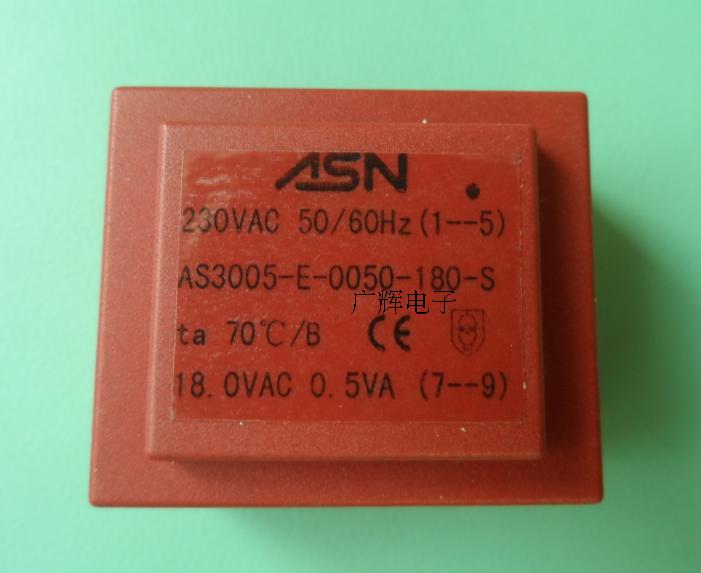 ASN
230VAC 50/60Hz(1--5)
AS3005-E-0050-180-S
广辉电子
ta 70℃/B CE
18.0VAC 0.5VA (7--9)